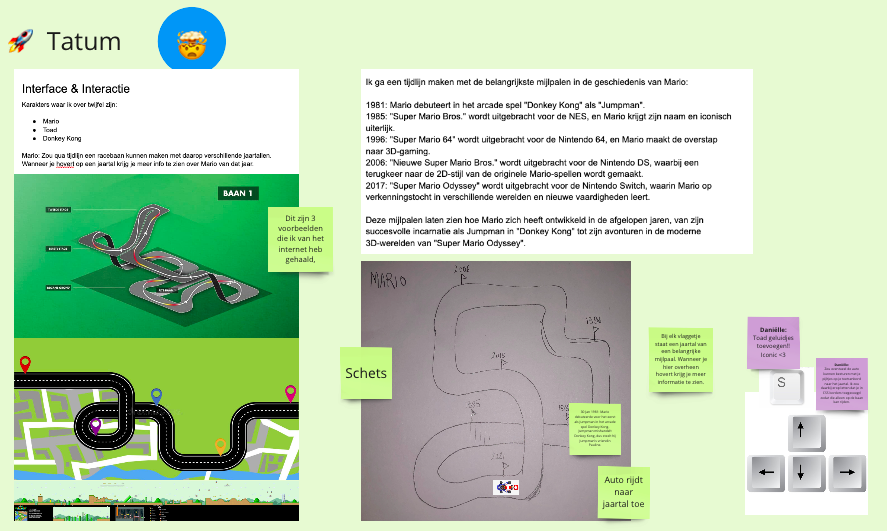 Tatum
Interface & Interactie
Karakters waar ik over twijfel zijn:
Mario
Toad
Donkey Kong
Mario: Zou qua tijdlijn een racebaan kunnen maken met daarop verschillende jaartallen.
Wanneer je hovert op een jaartal krijg je meer info te zien over Mario van dat jaar.
BAAN 1
Dit zijn 3
voorbeelden
die ik van het
internet heb
gehaald,
Ik ga een tijdlijn maken met de belangrijkste mijlpalen in de geschiedenis van Mario:
1981: Mario debuteert in het arcade spel "Donkey Kong" als "Jumpman".
1985: "Super Mario Bros." wordt uitgebracht voor de NES, en Mario krijgt zijn naam en iconisch
uiterlijk.
1996: "Super Mario 64" wordt uitgebracht voor de Nintendo 64, en Mario maakt de overstap
naar 3D-gaming.
2006: "Nieuwe Super Mario Bros." wordt uitgebracht voor de Nintendo DS, waarbij een
terugkeer naar de 2D-stijl van de originele Mario-spellen wordt gemaakt.
2017: "Super Mario Odyssey" wordt uitgebracht voor de Nintendo Switch, waarin Mario op
verkenningstocht in verschillende werelden en nieuwe vaardigheden leert.
Deze mijlpalen laten zien hoe Mario zich heeft ontwikkeld in de afgelopen jaren, van zijn
succesvolle incarnatie als Jumpman in "Donkey Kong" tot zijn avonturen in de moderne
3D-werelden van "Super Mario Odyssey".
MARIO
Schets
Bij elk vlaggetje
staat een jaartal van
een belangrijke
mijlpaal. Wanneer je
hier overheen
hovert krijg je meer
informatie te zien.
Auto rijdt
naar
jaartal toe
Daniëlle:
Toad geluidjes
toevoegen!!
Iconic <3
Daniëlle:
S